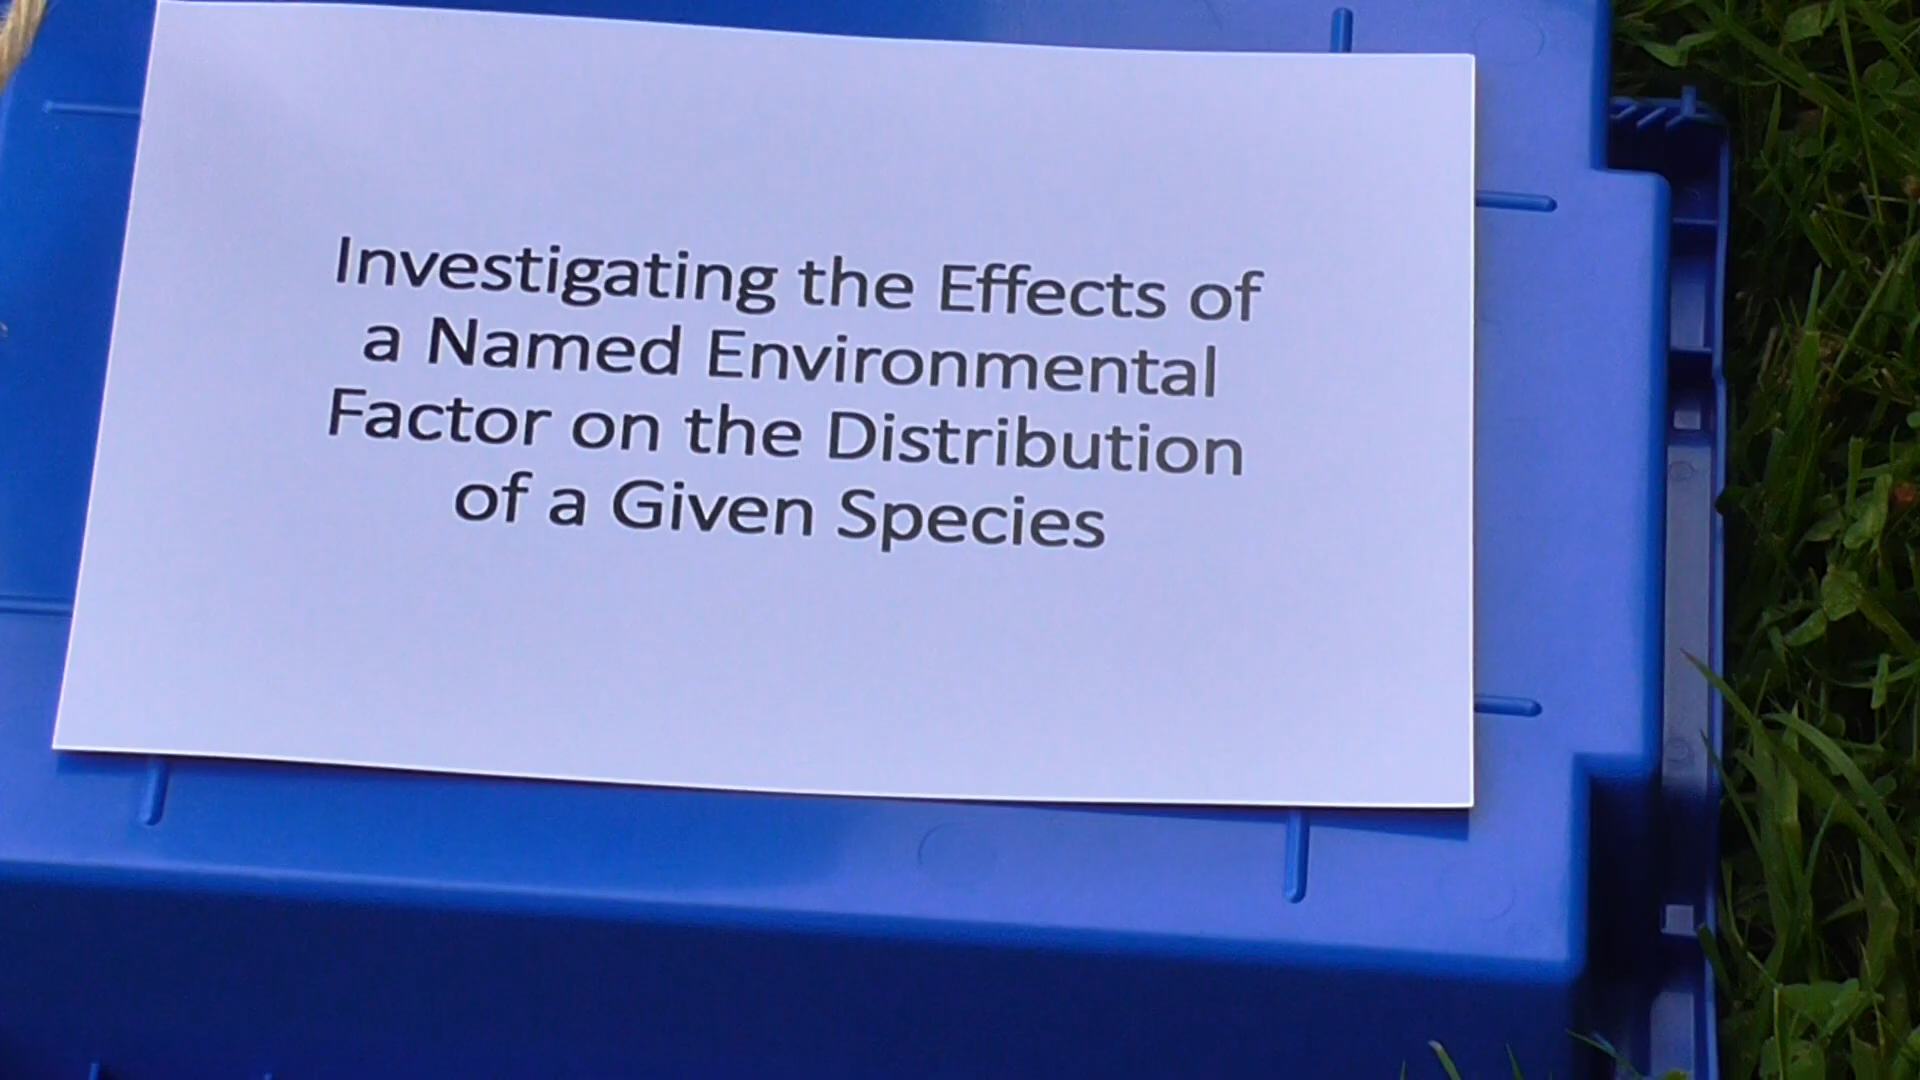 Investigating the Effects of
a Named Environmental
Factor on the Distribution
of a Given Species